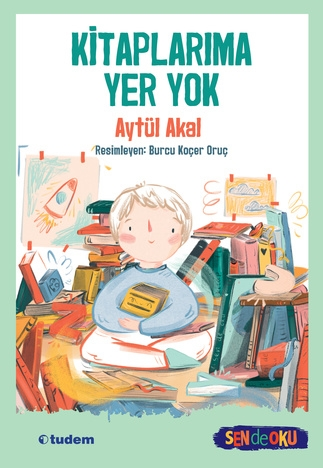 KİTAPLARIMA
YER YOK
Aytül Akal
Resimleyen: Burcu Koçer Oruç
tudem
SEN de OKU